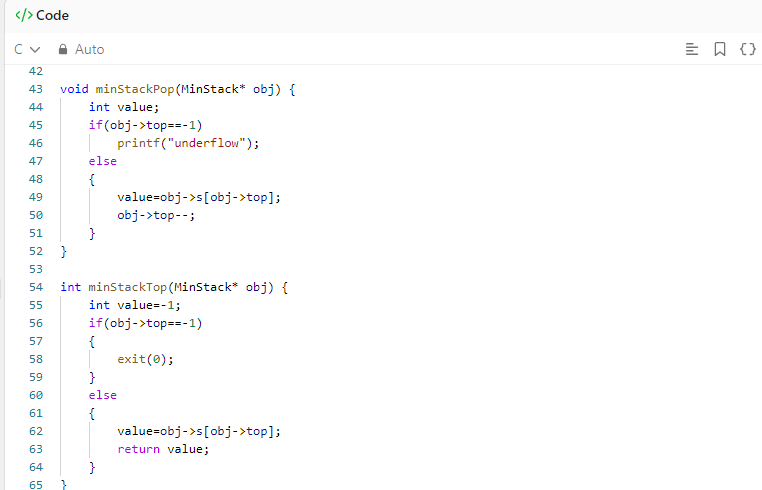 </> Code
C Auto
42
43 void minStackPop(MinStack* obj) {
44 int value;
45 if(obj->top==-1)
46 printf("underflow");
47 else
48 {
49 value=obj->s[obj->top];
50 obj->top--;
51 }
52 }
53
54 int minStackTop(MinStack* obj) {
55 int value=-1;
56 if(obj->top==-1)
57 {
58 exit(0);
59 }
60 else
61 {
62 value=obj->s[obj->top];
63 return value;
64 }
65 }